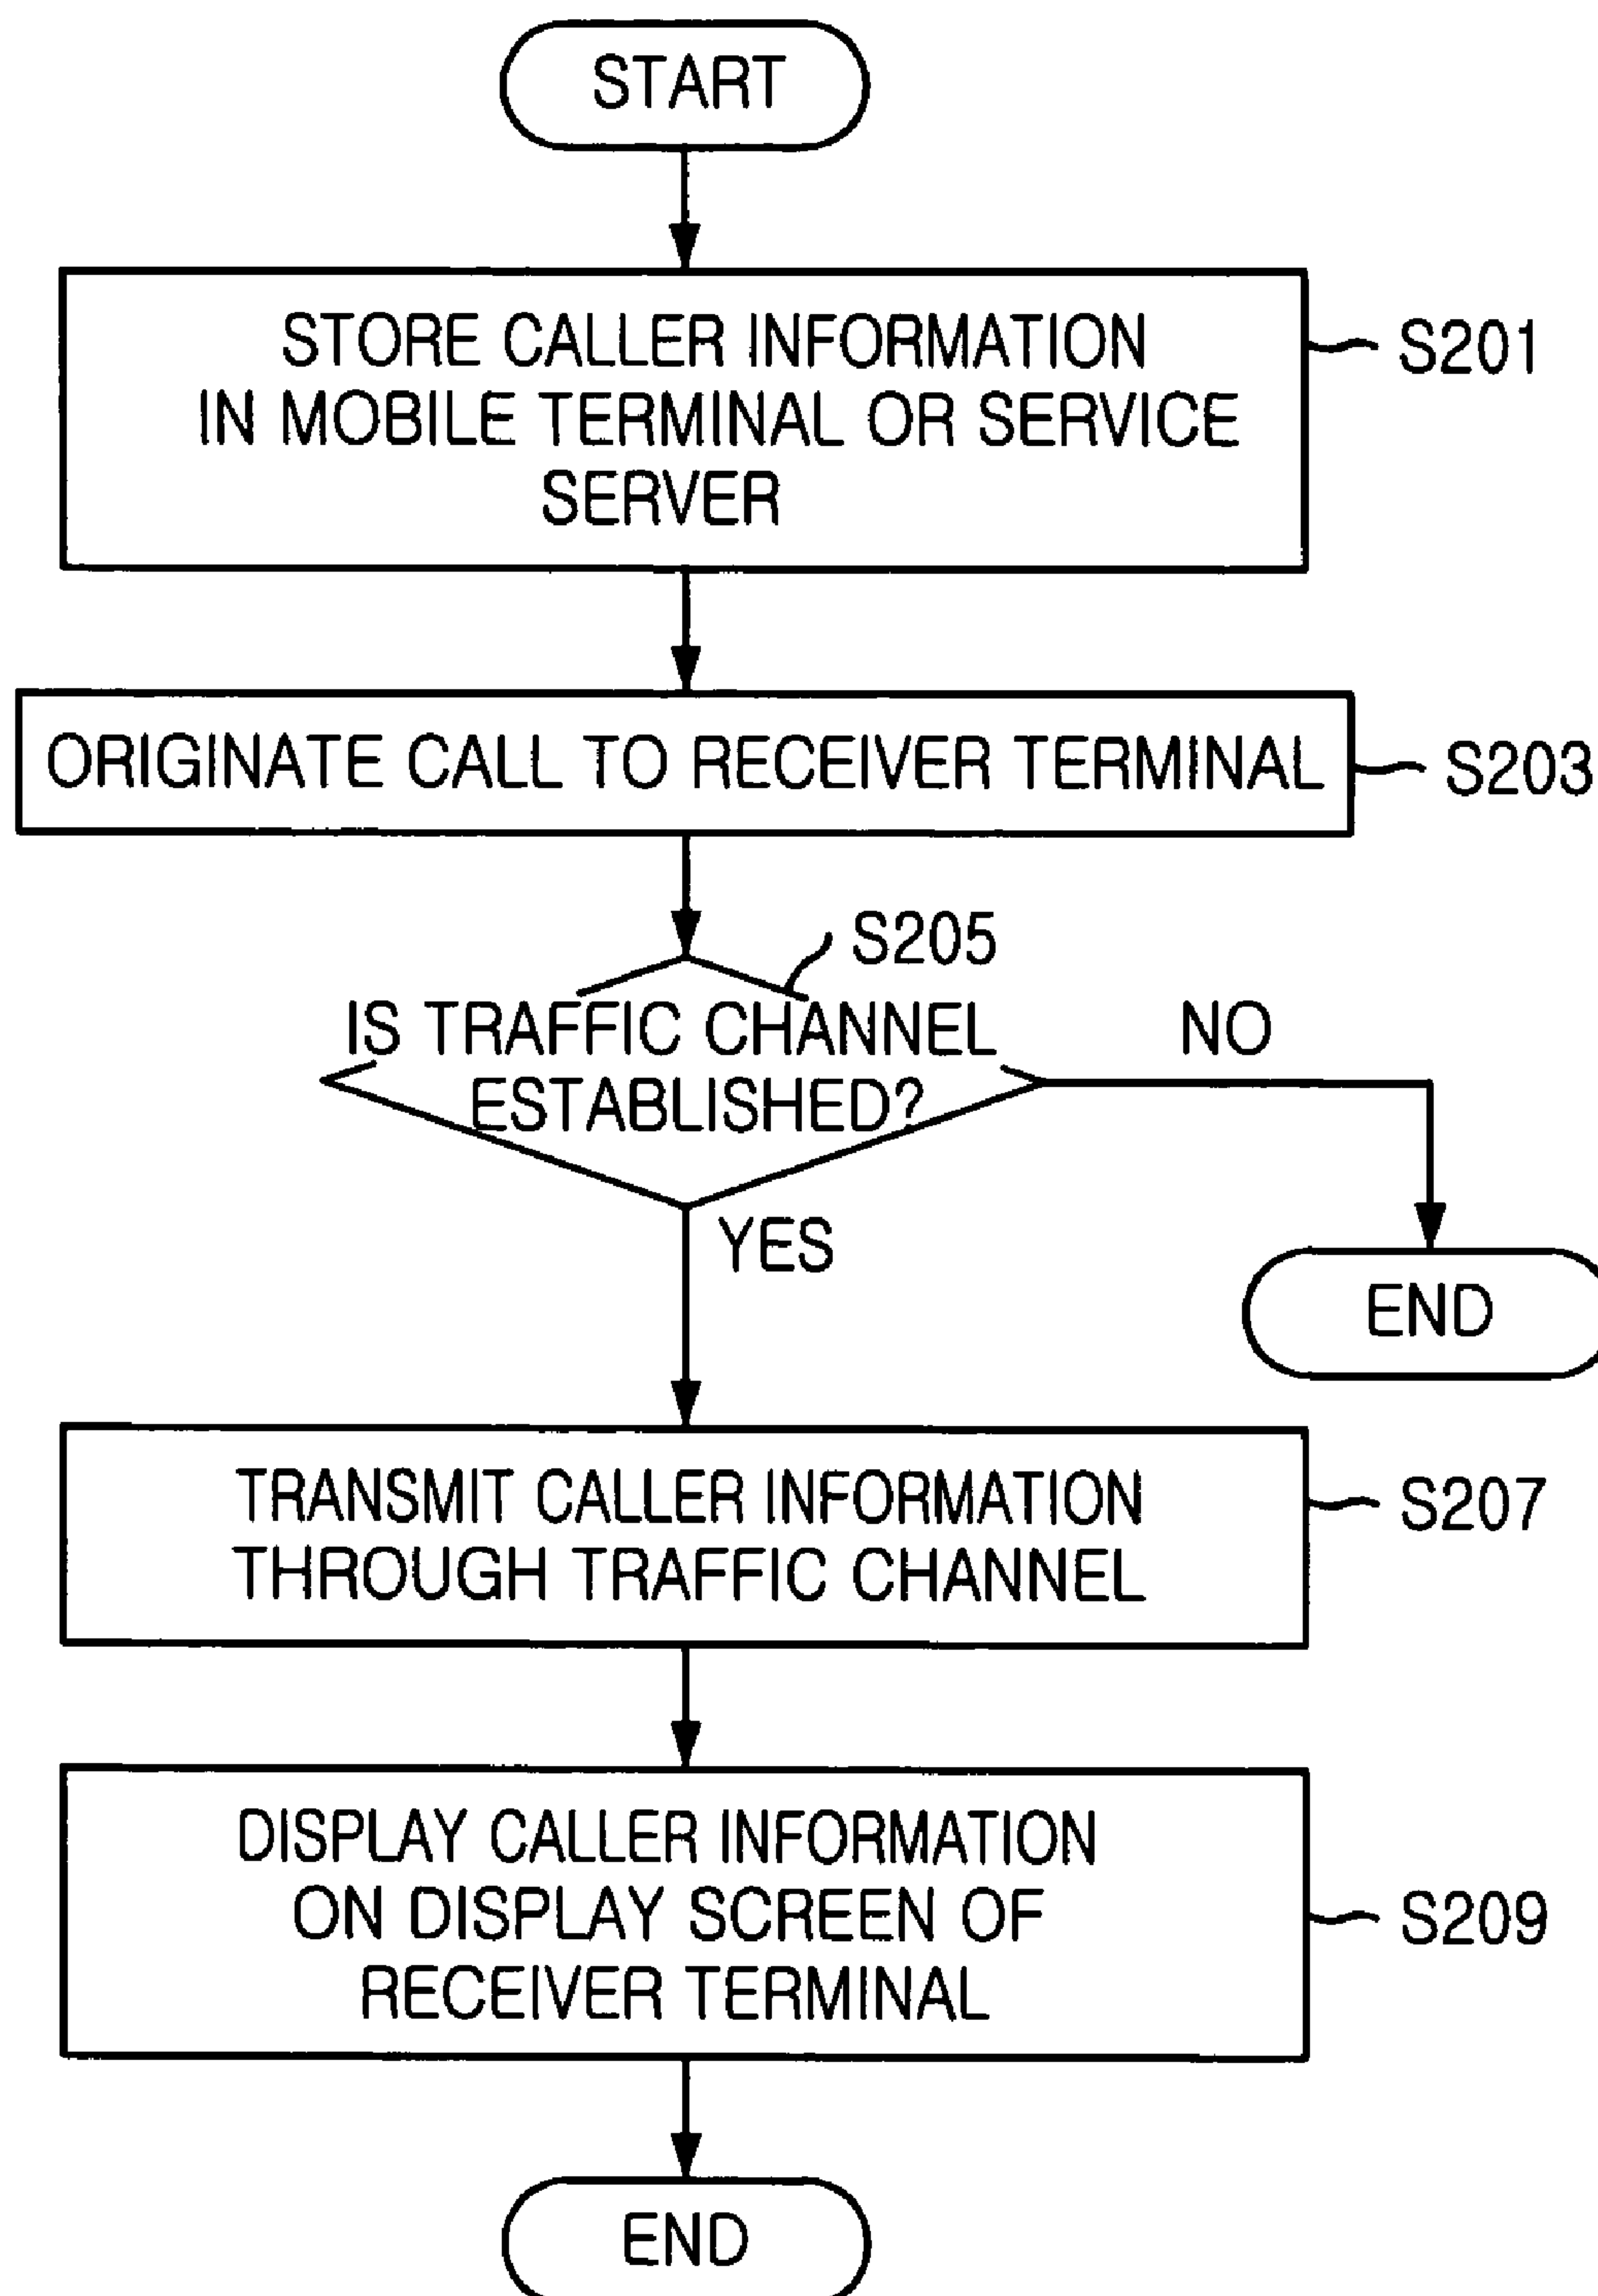 START
STORE CALLER INFORMATION
IN MOBILE TERMINAL OR SERVICE
SERVER
S201
ORIGINATE CALL TO RECEIVER TERMINAL
S203
S205
IS TRAFFIC CHANNEL
ESTABLISHED?
NO
YES
END
TRANSMIT CALLER INFORMATION
THROUGH TRAFFIC CHANNEL
S207
DISPLAY CALLER INFORMATION
ON DISPLAY SCREEN OF
RECEIVER TERMINAL
S209
END